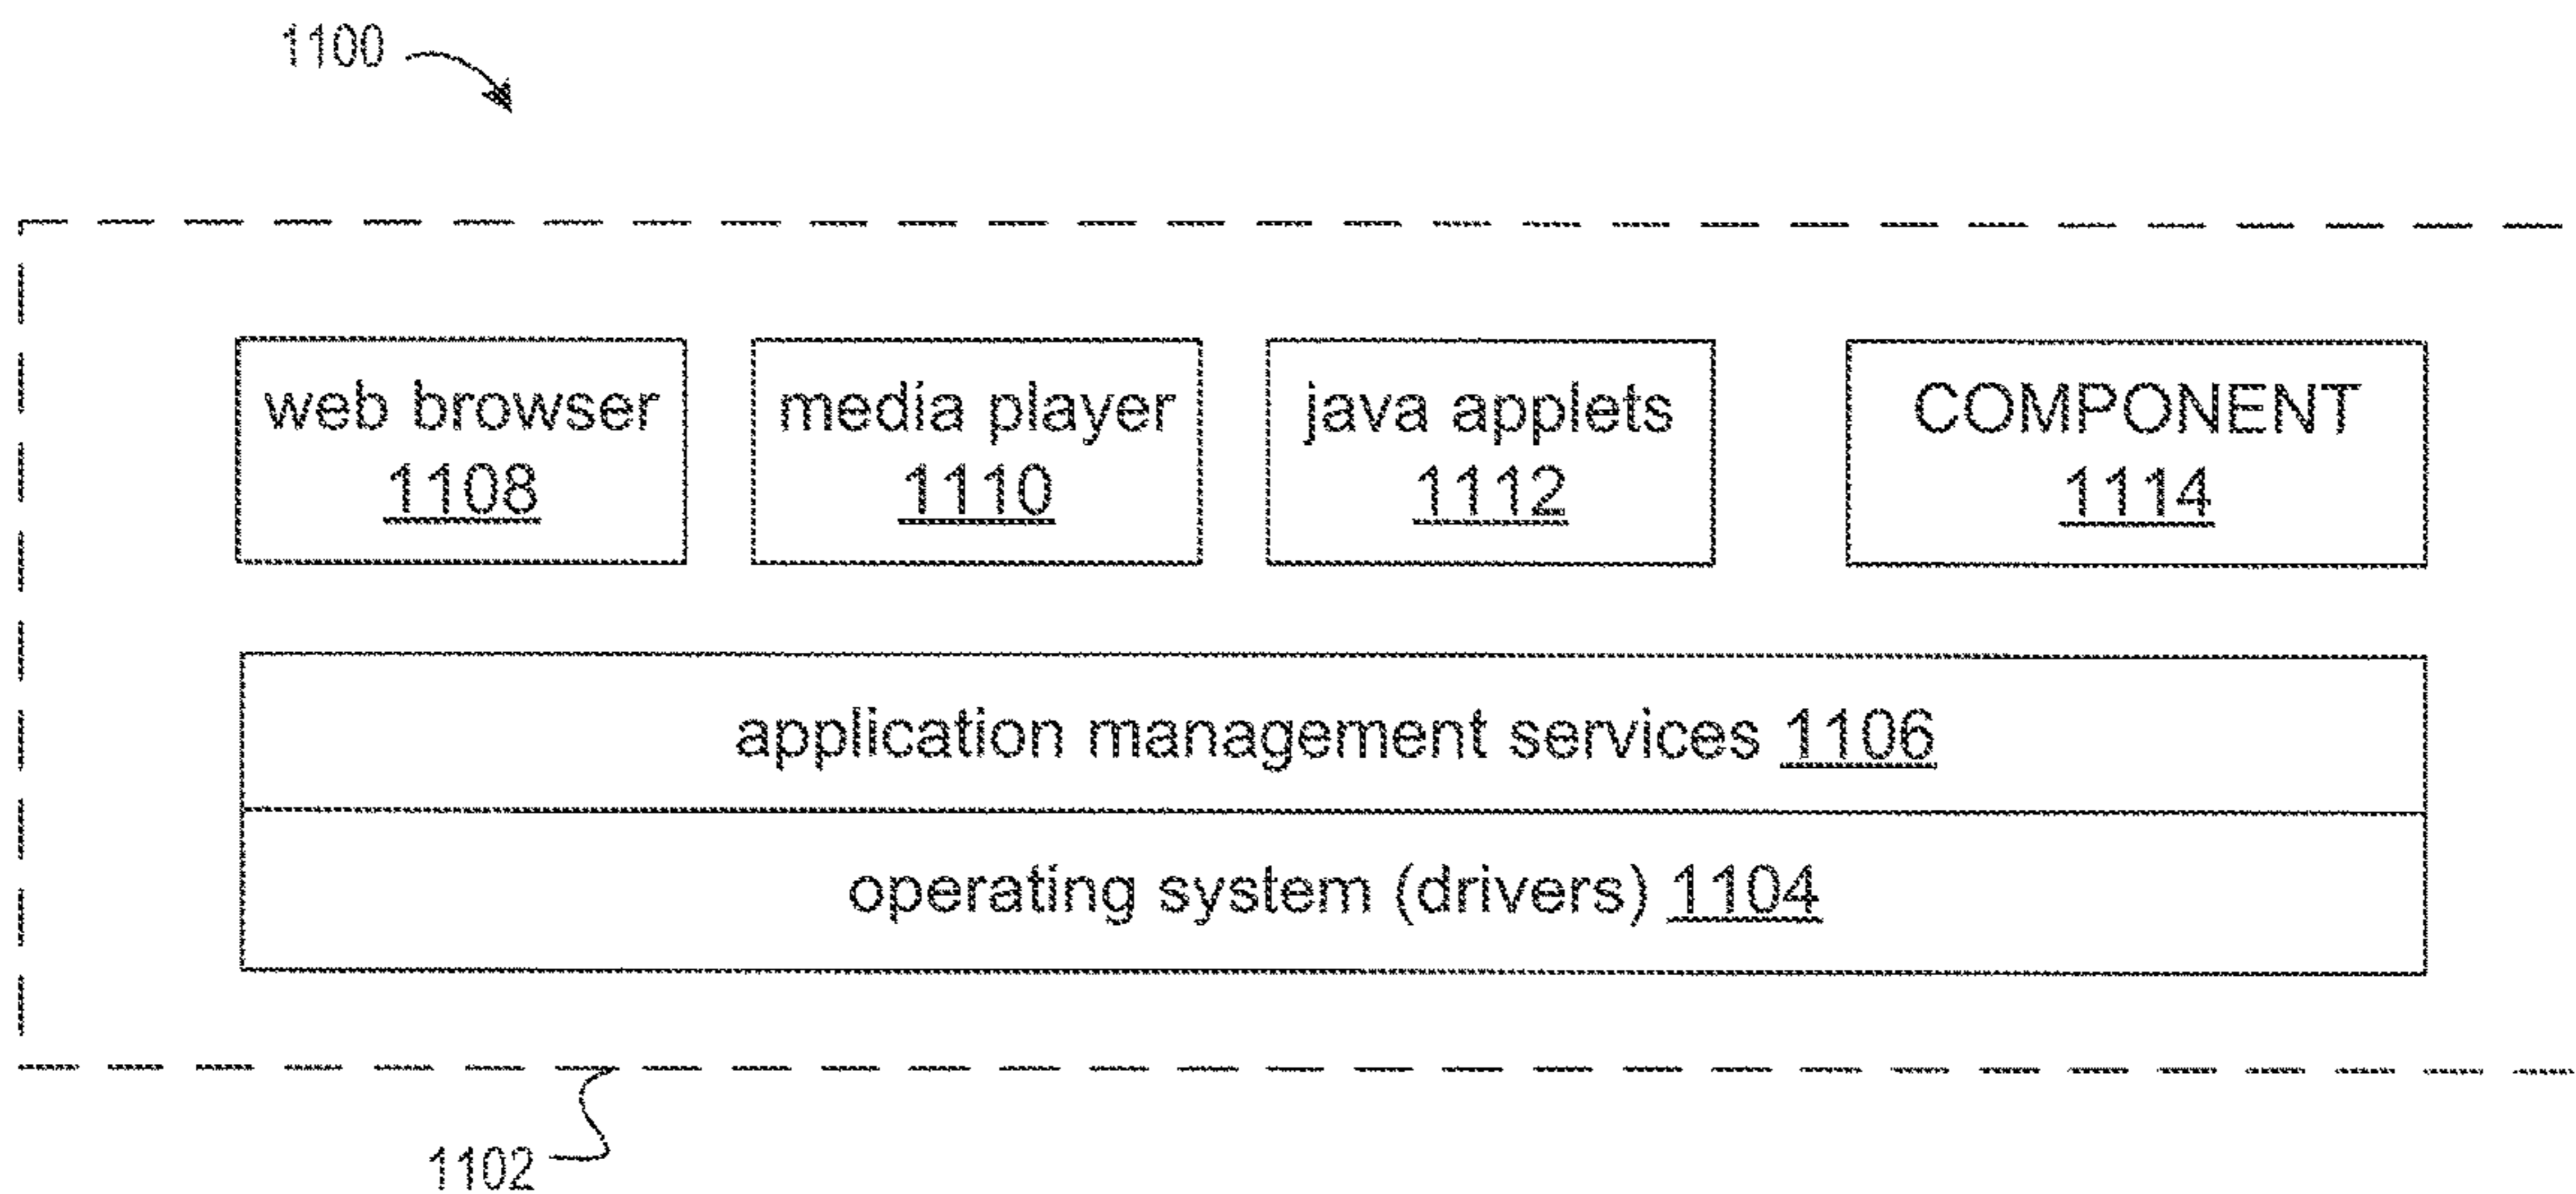 1100
web browser
1108
media player
1110
java applets
1112
COMPONENT
1114
application management services 1106
operating system (drivers) 1104
1102